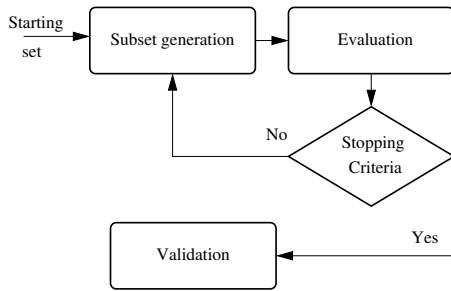 Starting
set
Subset generation
Evaluation
No
Stopping
Criteria
Yes
Validation